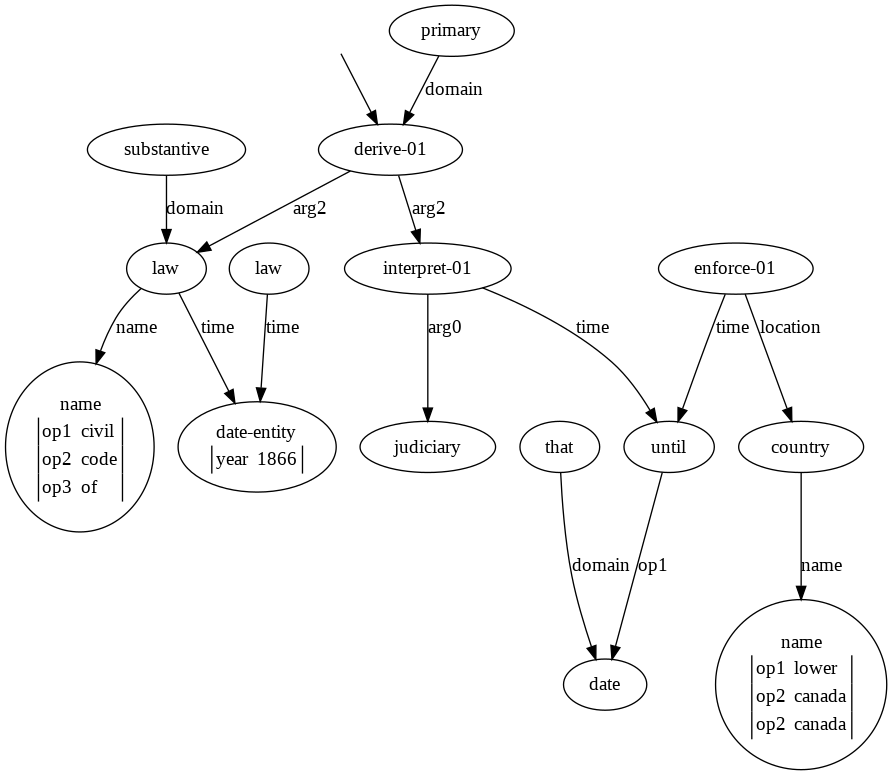 primary
domain
substantive
derive-01
domain
arg2
arg2
law
law
interpret-01
enforce-01
name
time
time
arg0
time
time
location
name
op1 civil
op2 code
op3 of
date-entity
year 1866
judiciary
that
until
country
domain
op1
name
name
op1 lower
op2 canada
op2 canada
date